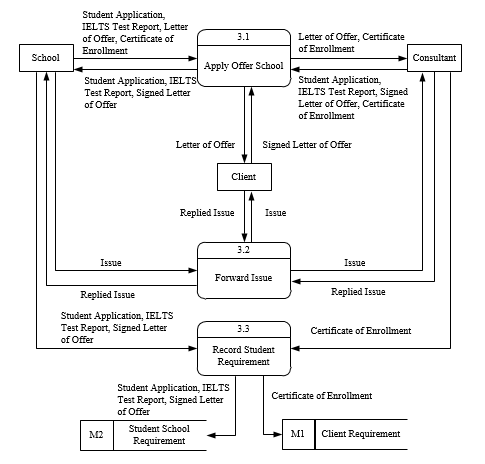 Student Application,
IELTS Test Report, Letter
of Offer, Certificate of
Enrollment
3.1
Letter of Offer, Certificate
of Enrollment
School
Apply Offer School
Consultant
Student Application, IELTS
Test Report, Signed Letter
of Offer
Student Application,
IELTS Test Report, Signed
Letter of Offer, Certificate
of Enrollment
Letter of Offer
Signed Letter of Offer
Client
Replied Issue
Issue
3.2
Forward Issue
Issue
Issue
Replied Issue
Replied Issue
Student Application, IELTS
Test Report, Signed Letter
of Offer
3.3
Record Student
Requirement
Certificate of Enrollment
Student Application, IELTS
Test Report, Signed Letter
of Offer
Certificate of Enrollment
M2
Student School
Requirement
M1
Client Requirement